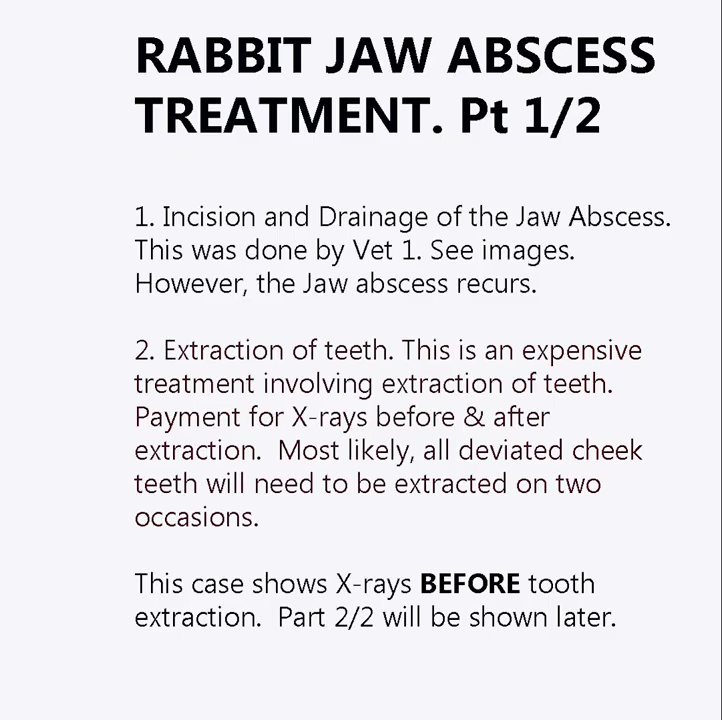 RABBIT JAW ABSCESS
TREATMENT. Pt 1/2
1. Incision and Drainage of the Jaw Abscess.
This was done by Vet 1. See images.
However, the Jaw abscess recurs.
2. Extraction of teeth. This is an expensive
treatment involving extraction of teeth.
Payment for X-rays before & after
extraction.  Most likely, all deviated cheek
teeth will need to be extracted on two
occasions.
This case shows X-rays BEFORE tooth
extraction.  Part 2/2 will be shown later.